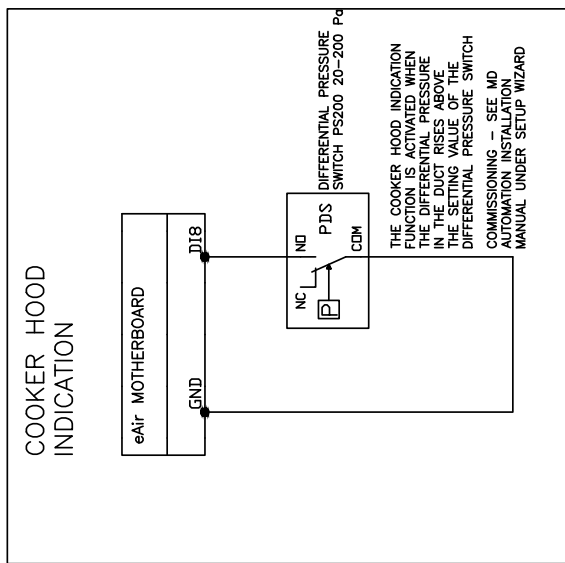 COOKER HOOD
INDICATION
eAir MOTHERBOARD
GND
DI8
NC
NO
P
PDS
COM
DIFFERENTIAL PRESSURE
SWITCH PS200 20-200 Pa
THE COOKER HOOD INDICATION
FUNCTION IS ACTIVATED WHEN
THE DIFFERENTIAL PRESSURE
IN THE DUCT RISES ABOVE
THE SETTING VALUE OF THE
DIFFERENTIAL PRESSURE SWITCH
COMMISSIONING - SEE MD
AUTOMATION INSTALLATION
MANUAL UNDER SETUP WIZARD